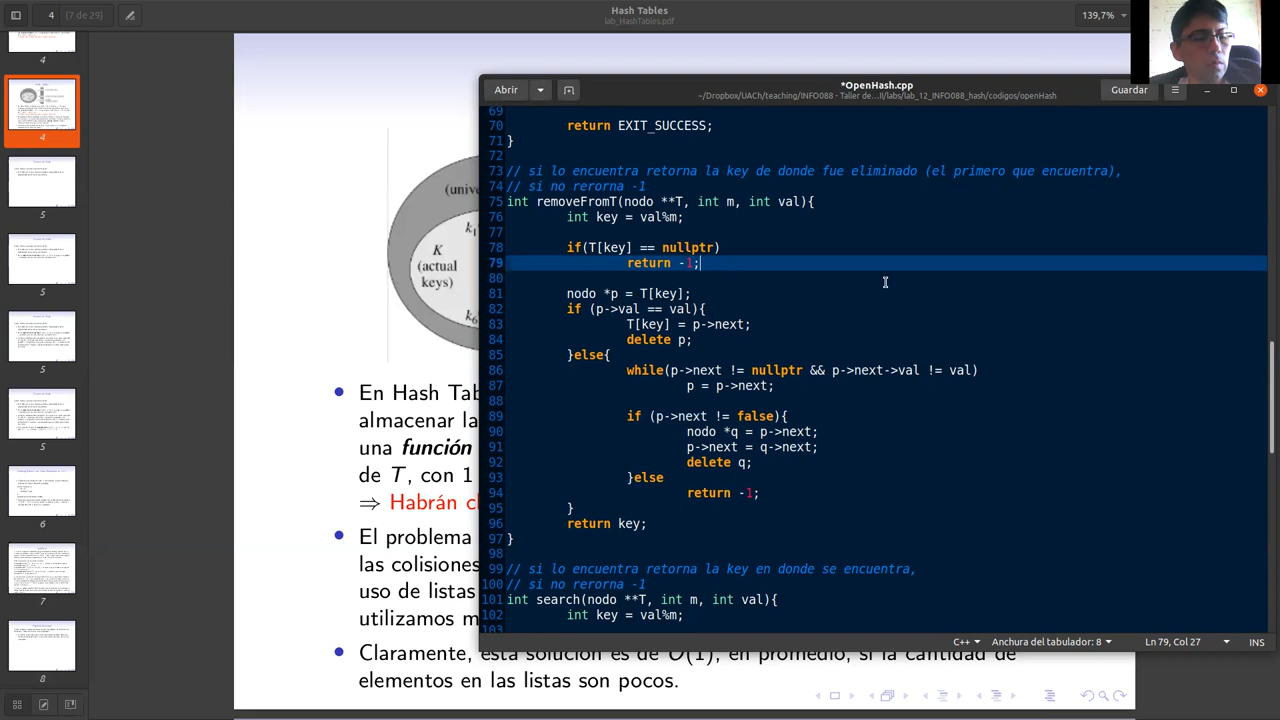 4 (7 de 29)
Hash Tables
lab_HashTables.pdf
139,7%
4
4
5
5
5
5
6
7
8
(unive
K
(actual
keys)
En Hash Tab
almacenar la
una función
de T, con
⇒ Habrán c
El problema
las colisiones
uso de listas
utilizamos m
Claramente, esta solución es de O(1), en promedio, si la cantidad de
elementos en las listas son pocos.
Abrir
*OpenHash.cpp
~/Dropbox/UACh/teaching/INFO088 - Taller de…l/labs/lab_12_INFO088_hash/codigos/openHash
Guardar
69
70 return EXIT_SUCCESS;
71 }
72
73 // si lo encuentra retorna la key de donde fue eliminado (el primero que encuentra),
74 // si no rerorna -1
75 int removeFromT(nodo **T, int m, int val){
76 int key = val%m;
77
78 if(T[key] == nullptr)
79 return -1;
80
81 nodo *p = T[key];
82 if (p->val == val){
83 T[key] = p->next;
84 delete p;
85 }else{
86 while(p->next != nullptr && p->next->val != val)
87 p = p->next;
88
89 if (p->next != false){
90 nodo *q = p->next;
91 p->next = q->next;
92 delete q;
93 }else
94 return -1;
95 }
96 return key;
97 }
98
99 // si lo encuentra retorna la key en donde se encuentra,
100 // si no rerorna -1
101 int search(nodo **T, int m, int val){
102 int key = val%m;
103
C++ Anchura del tabulador: 8 Ln 79, Col 27 INS